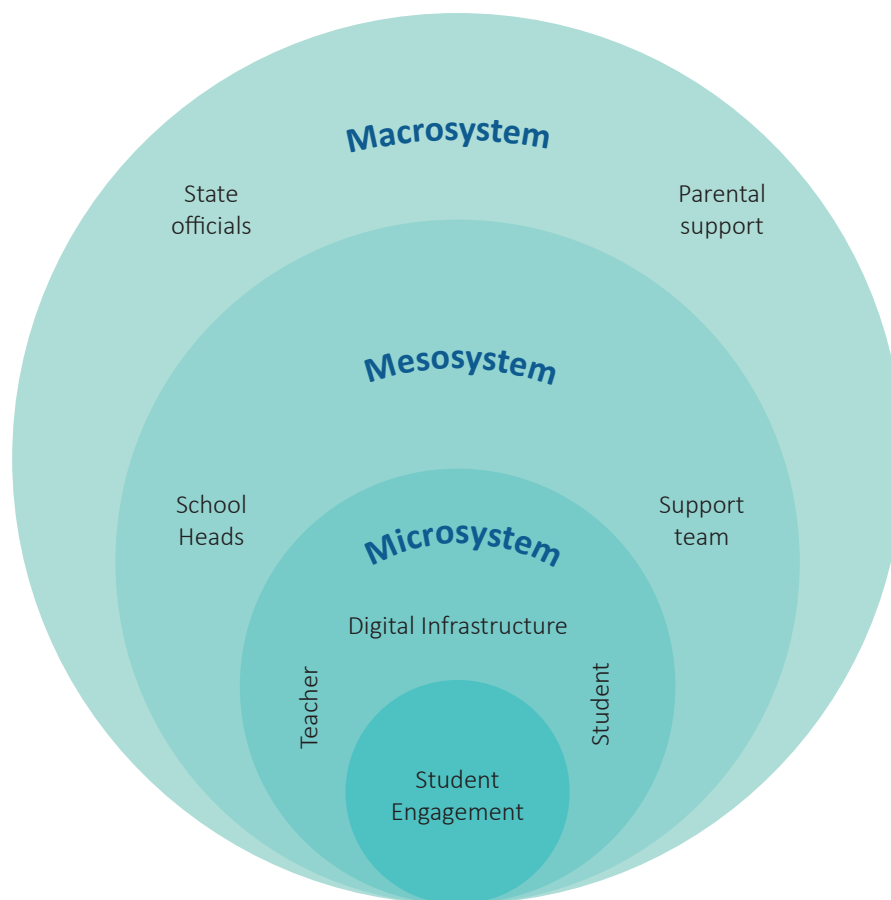 Macrosystem
State
officials
Parental
support
Mesosystem
School
Heads
Support
team
Microsystem
Digital Infrastructure
Teacher
Student
Student
Engagement